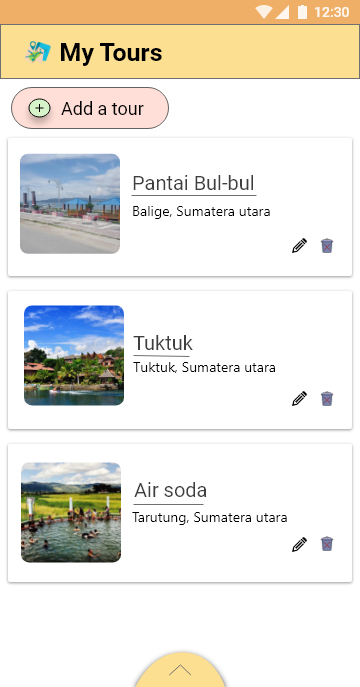 12:30
My Tours
Add a tour
Pantai Bul-bul
Balige, Sumatera utara
Tuktuk
Tuktuk, Sumatera utara
Air soda
Tarutung, Sumatera utara